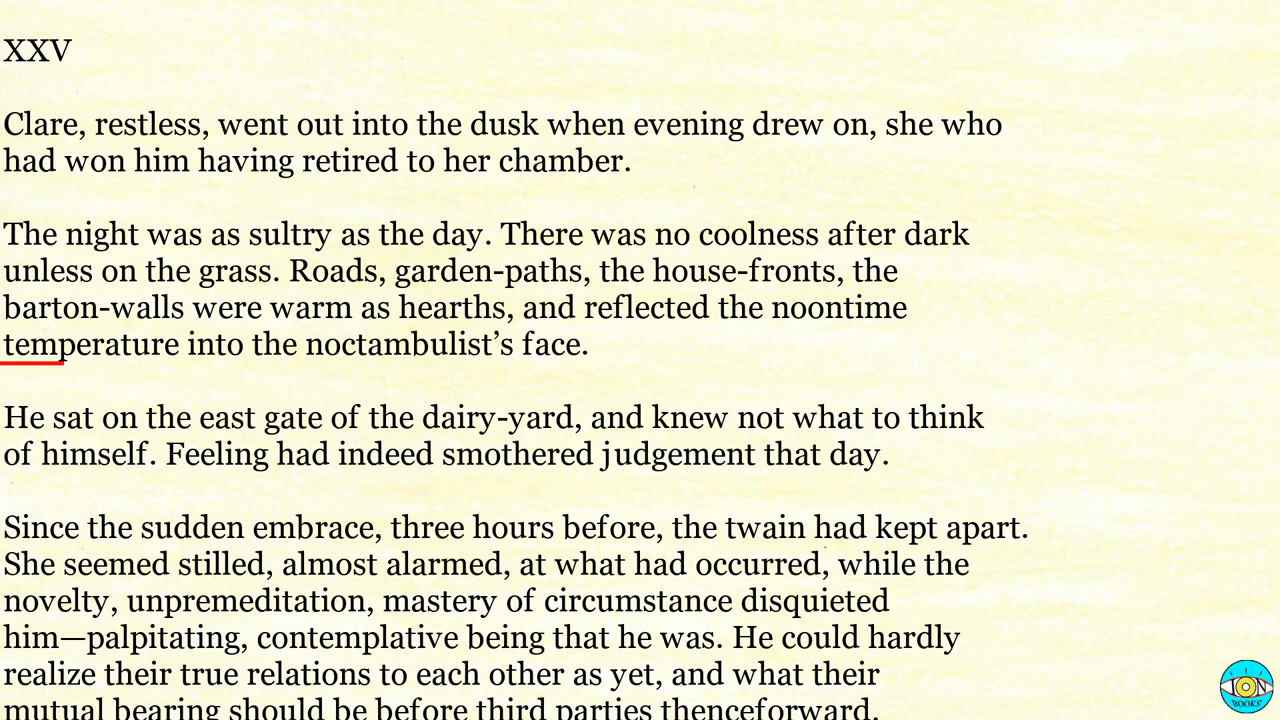 XXV
Clare, restless, went out into the dusk when evening drew on, she who
had won him having retired to her chamber.
The night was as sultry as the day. There was no coolness after dark
unless on the grass. Roads, garden-paths, the house-fronts, the
barton-walls were warm as hearths, and reflected the noontime
temperature into the noctambulist’s face.
He sat on the east gate of the dairy-yard, and knew not what to think
of himself. Feeling had indeed smothered judgement that day.
Since the sudden embrace, three hours before, the twain had kept apart.
She seemed stilled, almost alarmed, at what had occurred, while the
novelty, unpremeditation, mastery of circumstance disquieted
him—palpitating, contemplative being that he was. He could hardly
realize their true relations to each other as yet, and what their
mutual bearing should be before third parties thenceforward.
ION
BOOKS